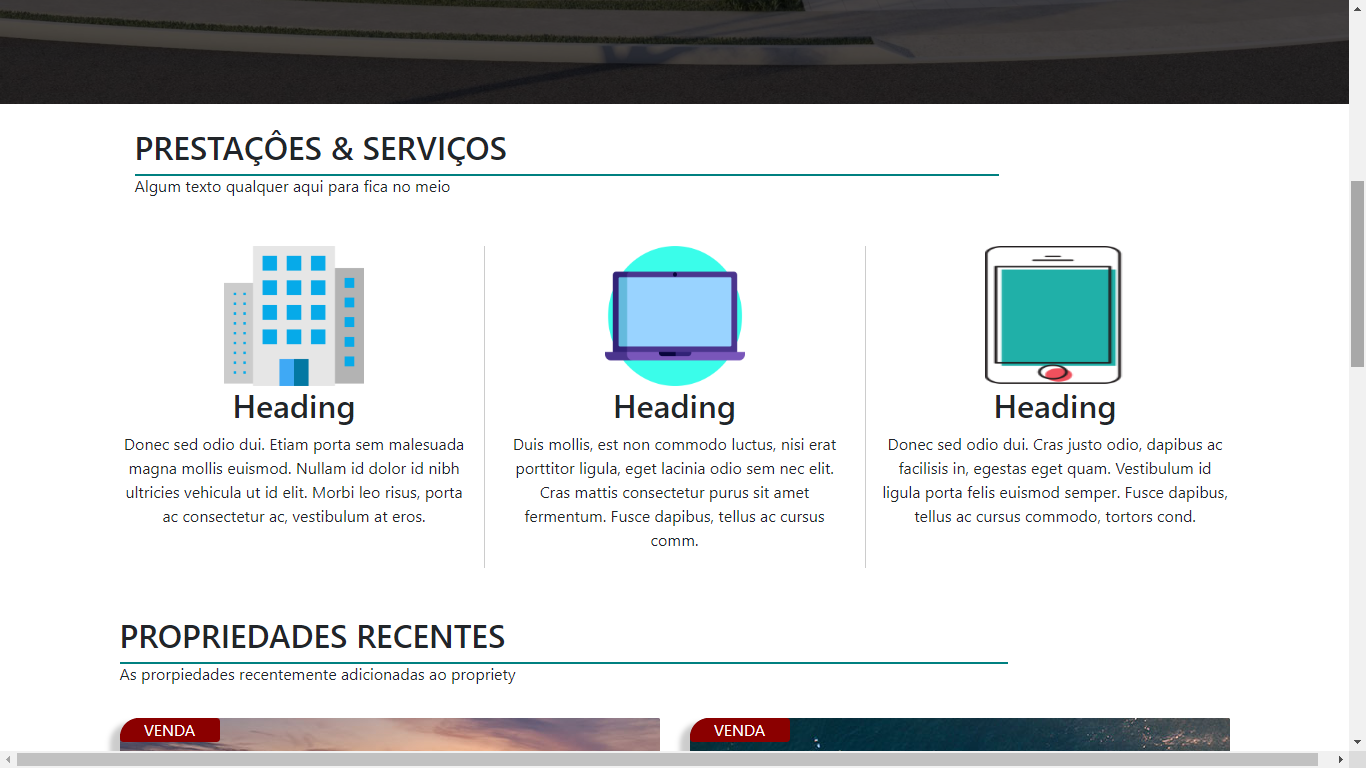 PRESTAÇÔES & SERVIÇOS
Algum texto qualquer aqui para fica no meio
Heading
Donec sed odio dui. Etiam porta sem malesuada
magna mollis euismod. Nullam id dolor id nibh
ultricies vehicula ut id elit. Morbi leo risus, porta
ac consectetur ac, vestibulum at eros.
Heading
Duis mollis, est non commodo luctus, nisi erat
porttitor ligula, eget lacinia odio sem nec elit.
Cras mattis consectetur purus sit amet
fermentum. Fusce dapibus, tellus ac cursus
comm.
Heading
Donec sed odio dui. Cras justo odio, dapibus ac
facilisis in, egestas eget quam. Vestibulum id
ligula porta felis euismod semper. Fusce dapibus,
tellus ac cursus commodo, tortors cond.
PROPRIEDADES RECENTES
As prorpiedades recentemente adicionadas ao propriety
VENDA
VENDA